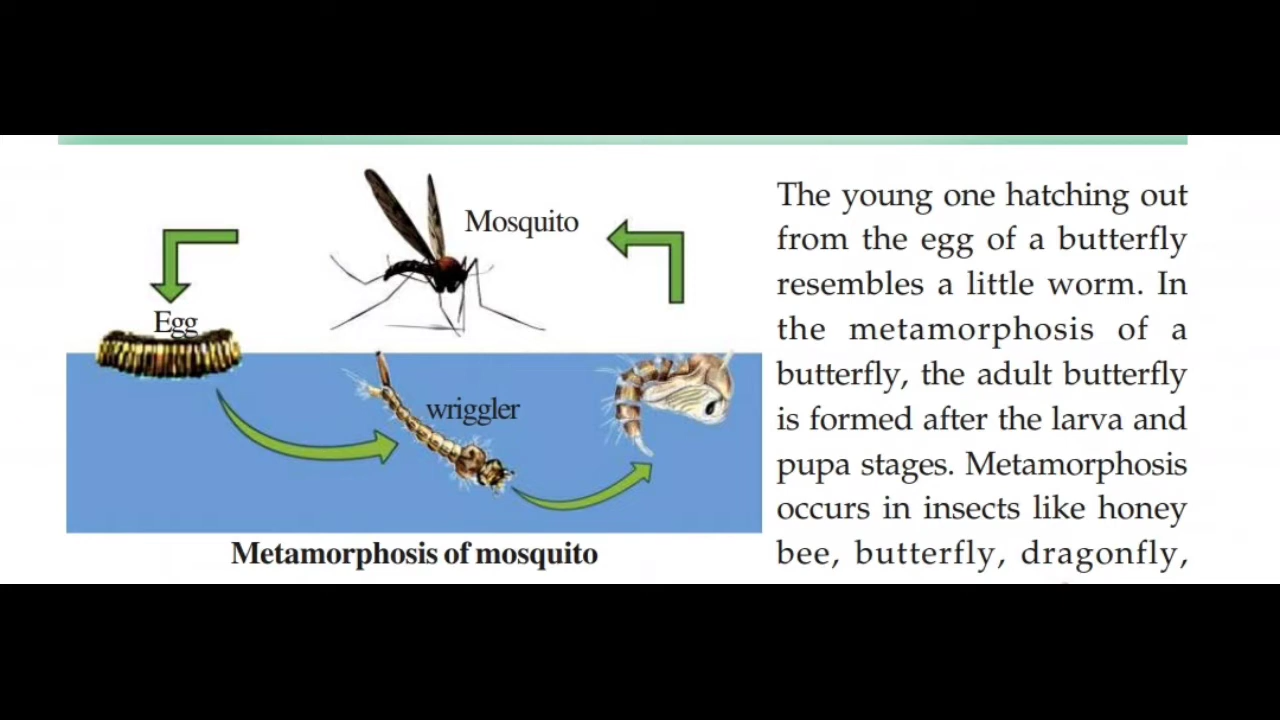 Mosquito
Egg
wriggler
Metamorphosis of mosquito
The young one hatching out
from the egg of a butterfly
resembles a little worm. In
the metamorphosis of a
butterfly, the adult butterfly
is formed after the larva and
pupa stages. Metamorphosis
occurs in insects like honey
bee, butterfly, dragonfly,